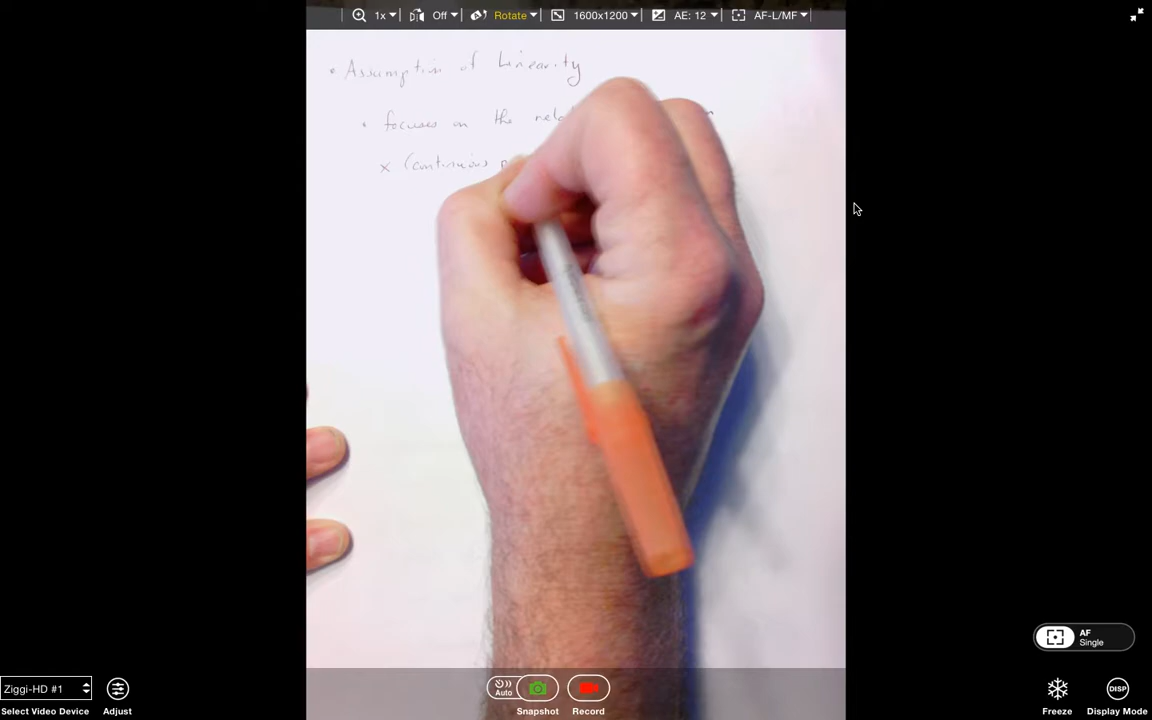 1x Off Rotate 1600x1200 AE: 12 AF-L/MF
• Assumption of Linearity
• focuses on the
x (continuous
AF
Single
Ziggi-HD #1 Auto
Select Video Device Adjust Snapshot Record Freeze DISP Display Mode